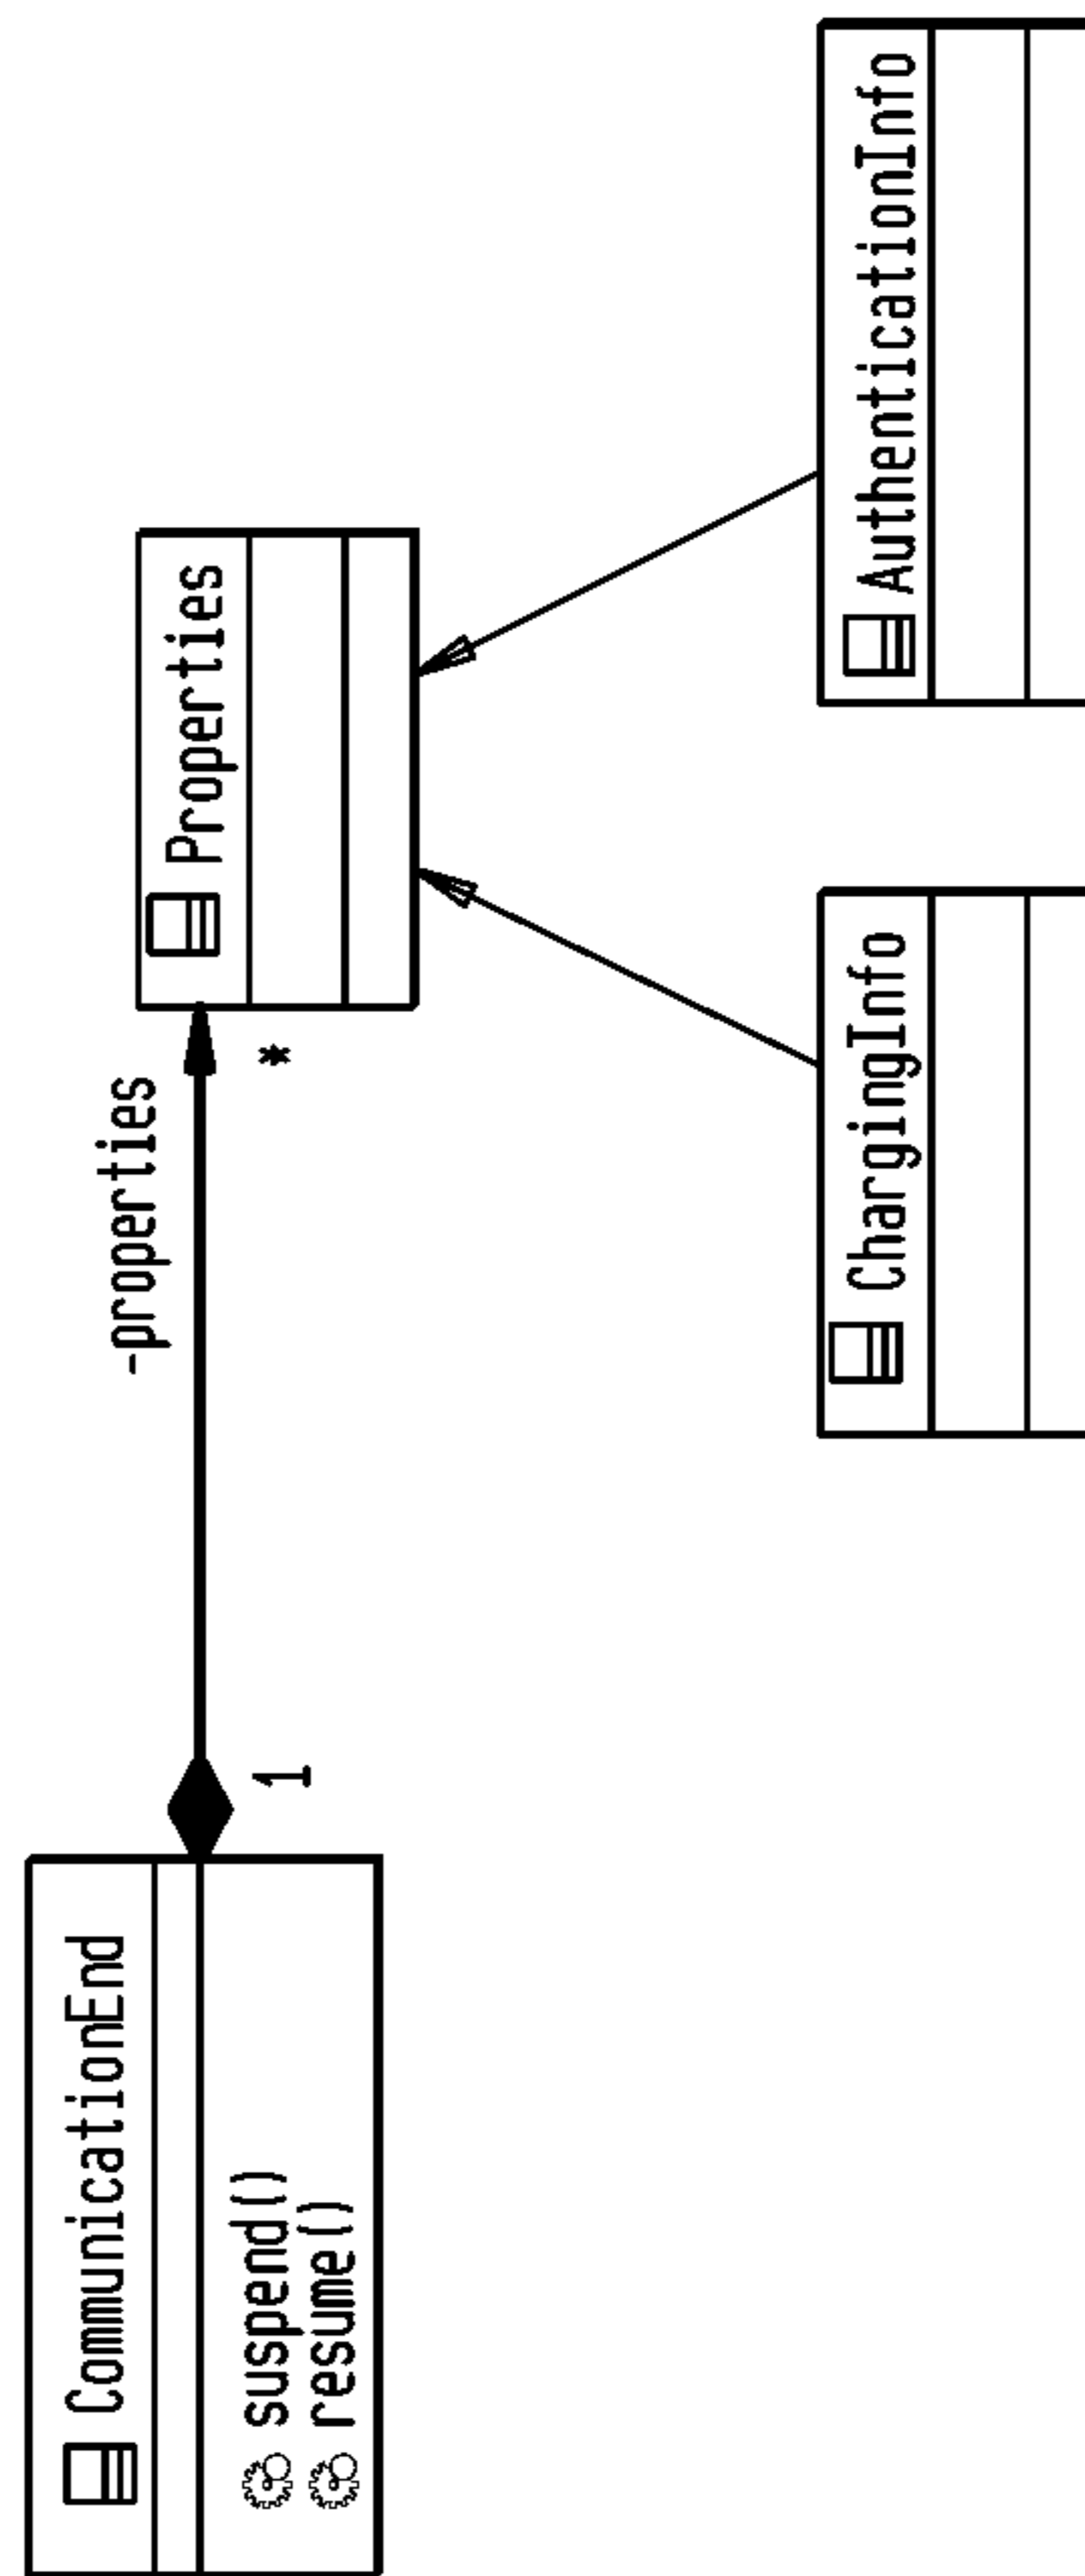 CommunicationEnd
suspend()
resume()
1
-properties
*
Properties
ChargingInfo
AuthenticationInfo